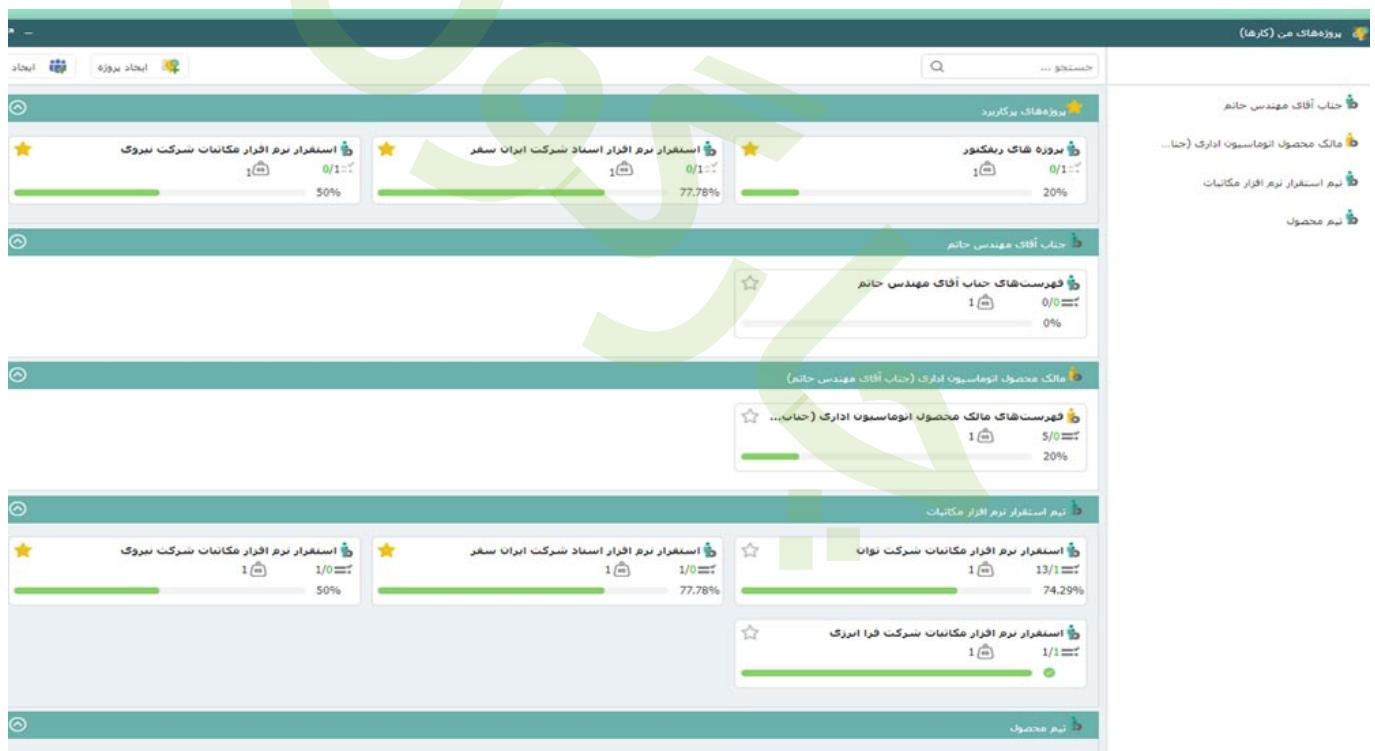 پروژه‌های من (کارها)
جستجو ...
ایجاد پروژه
ایجاد
جناب آقای مهندس حاتم
مالک محصول اتوماسیون اداری (جنا...
تیم استقرار نرم افزار مکاتبات
تیم محصول
پروژه‌های پرکاربرد
پروژه های ریفکتور
0/1
1
20%
استقرار نرم افزار اسناد شرکت ایران سفر
0/1
1
77.78%
استقرار نرم افزار مکاتبات شرکت نیروی
0/1
1
50%
جناب آقای مهندس حاتم
فهرست‌های جناب آقای مهندس حاتم
0/0
1
0%
مالک محصول اتوماسیون اداری (جناب آقای مهندس حاتم)
فهرست‌های مالک محصول اتوماسیون اداری (جناب...
5/0
1
20%
تیم استقرار نرم افزار مکاتبات
استقرار نرم افزار مکاتبات شرکت توان
13/1
1
74.29%
استقرار نرم افزار اسناد شرکت ایران سفر
1/0
1
77.78%
استقرار نرم افزار مکاتبات شرکت نیروی
1/0
1
50%
استقرار نرم افزار مکاتبات شرکت فرا انرژی
1/1
1
تیم محصول